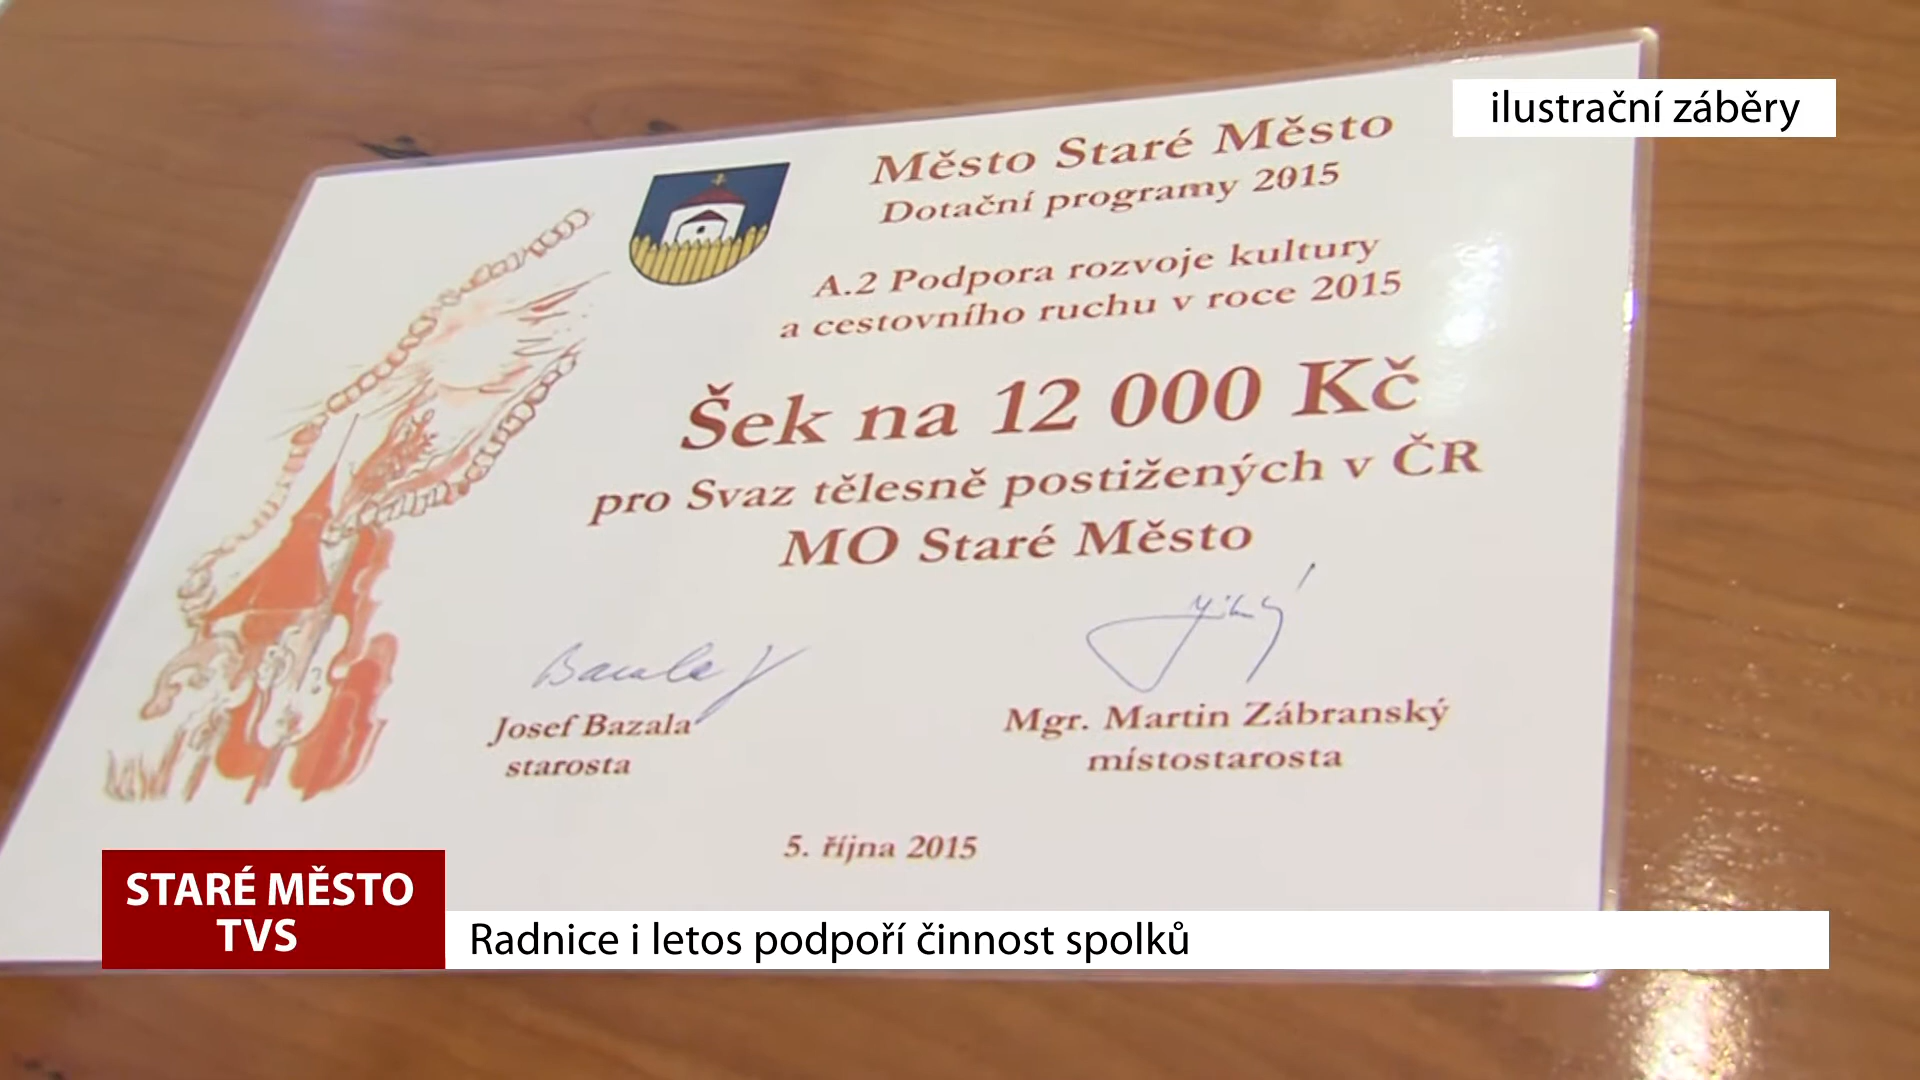 ilustrační záběry
Město Staré Město
Dotační programy 2015
A.2 Podpora rozvoje kultury
a cestovního ruchu v roce 2015
Šek na 12 000 Kč
pro Svaz tělesně postižených v ČR
MO Staré Město
Josef Bazala
starosta
Mgr. Martin Zábranský
místostarosta
5. října 2015
STARÉ MĚSTO
TVS
Radnice i letos podpoří činnost spolků